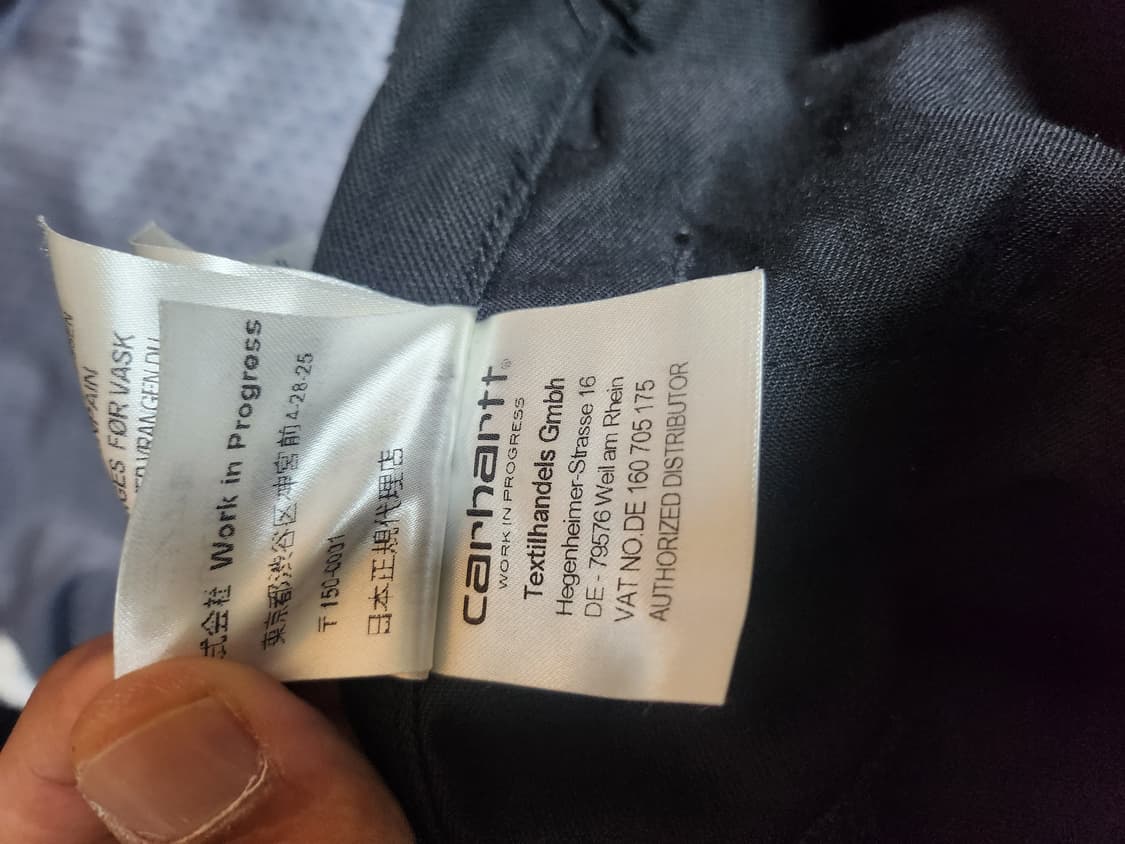 GES FØR VASK
式会社 Work in Progress
東京都渋谷区神宮前4-28-25
〒150-0001
日本正規代理店
carhartt®
WORK IN PROGRESS
Textilhandels Gmbh
Hegenheimer-Strasse 16
DE - 79576 Weil am Rhein
VAT NO.DE 160 705 175
AUTHORIZED DISTRIBUTOR